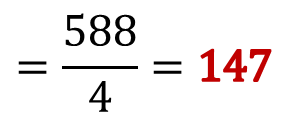 = 588/4 = 147